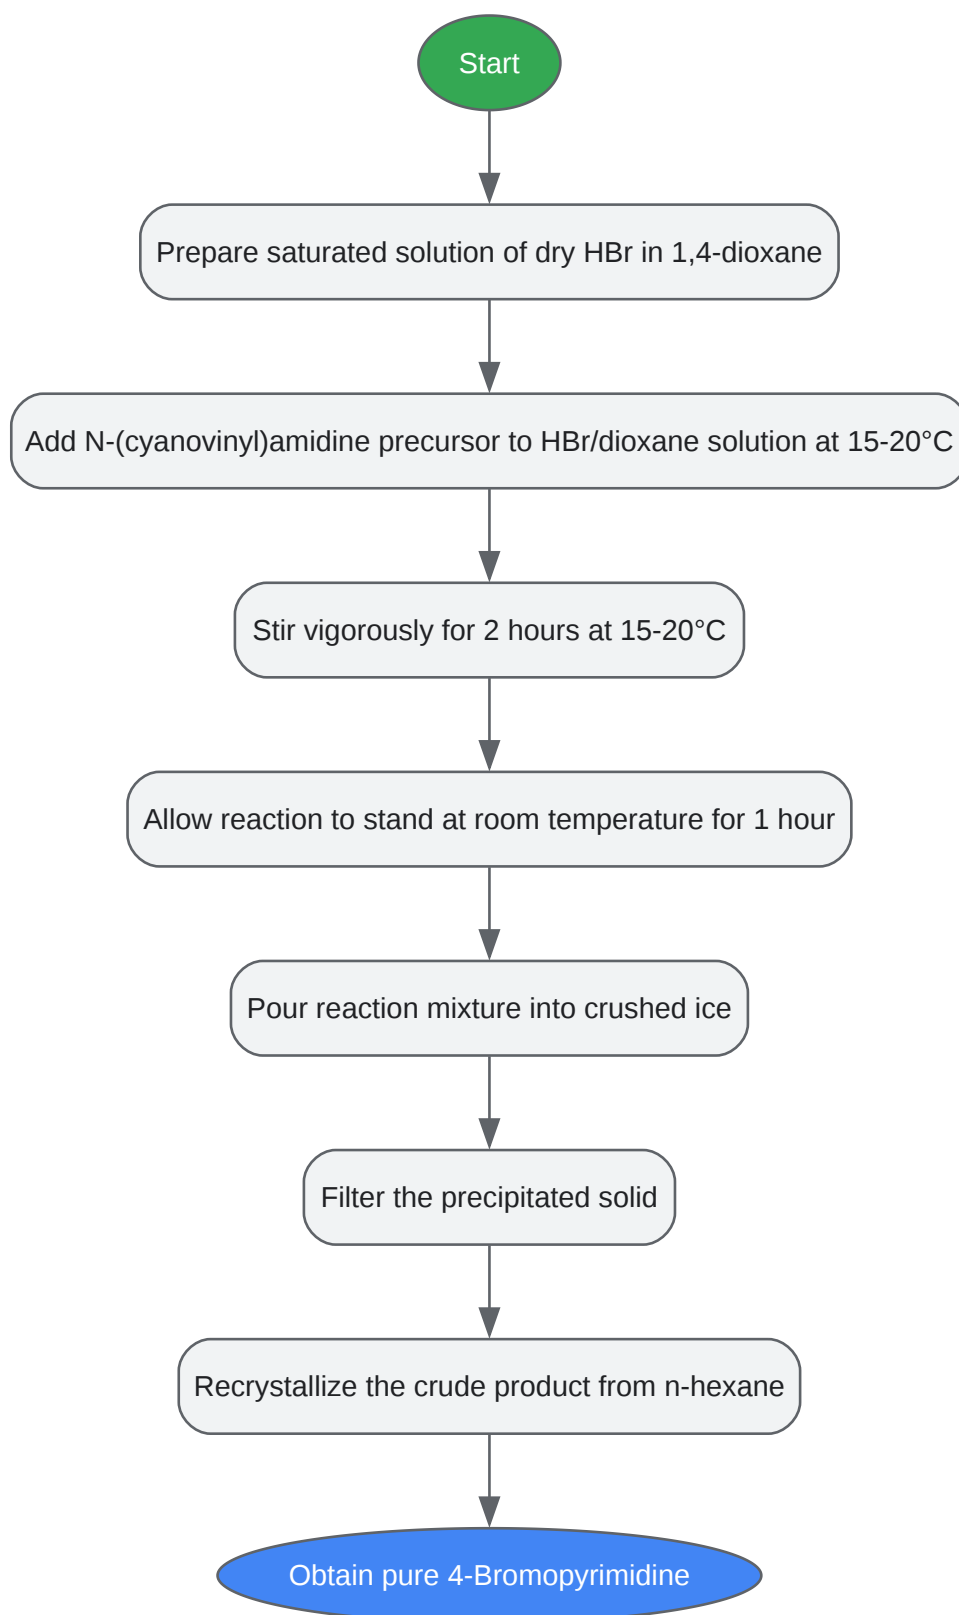 Start
Prepare saturated solution of dry HBr in 1,4-dioxane
Add N-(cyanovinyl)amidine precursor to HBr/dioxane solution at 15-20°C
Stir vigorously for 2 hours at 15-20°C
Allow reaction to stand at room temperature for 1 hour
Pour reaction mixture into crushed ice
Filter the precipitated solid
Recrystallize the crude product from n-hexane
Obtain pure 4-Bromopyrimidine